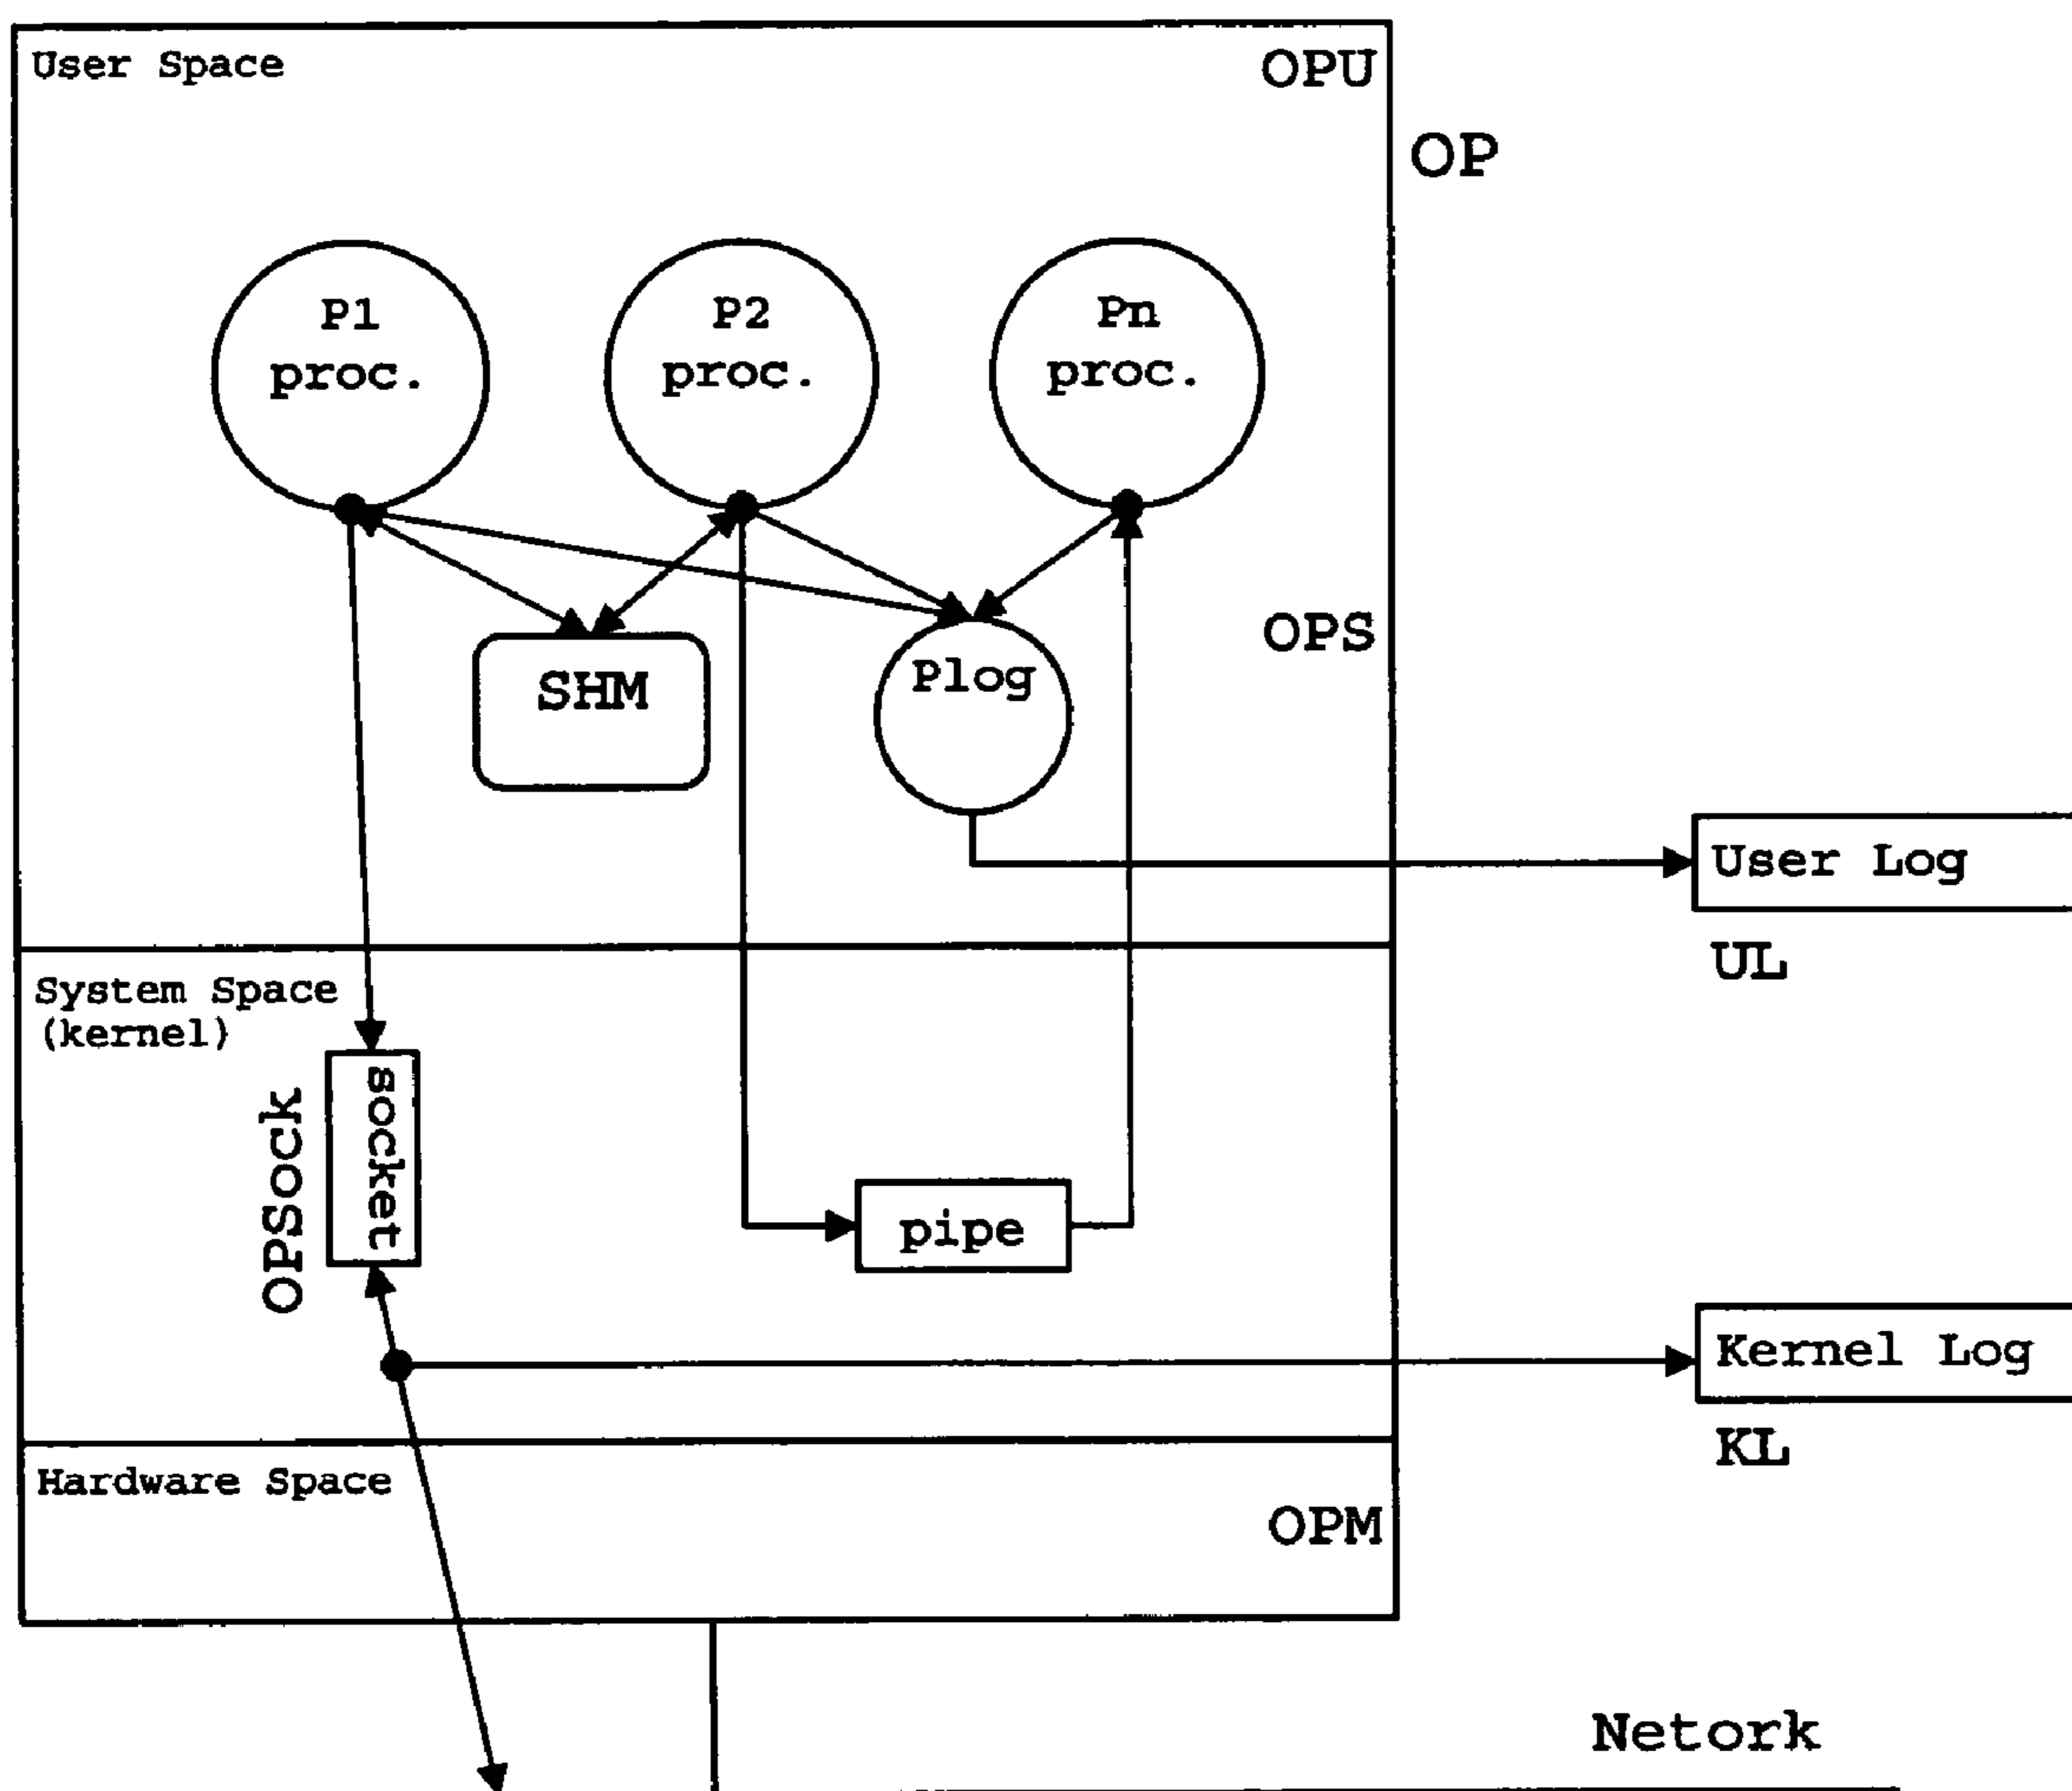 User Space
OPU
OP
P1
proc.
P2
proc.
Pn
proc.
OPS
SHM
Plog
User Log
UL
System Space
(kernel)
OPSock
socket
pipe
Kernel Log
KL
Hardware Space
OPM
Netork